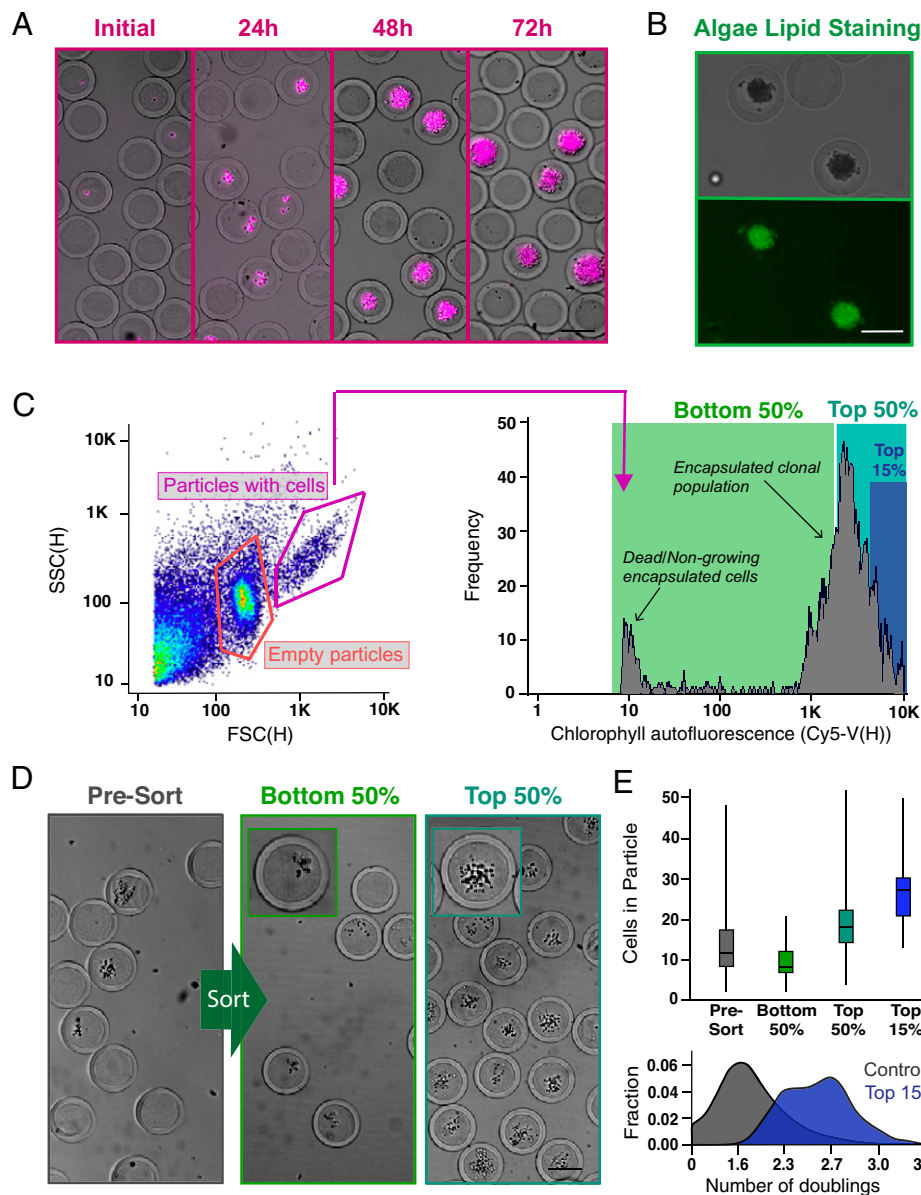 A
Initial
24h
48h
72h
B
Algae Lipid Staining
C
10K
1K
100
10
SSC(H)
Particles with cells
Empty particles
10
100
1K
10K
FSC(H)
Bottom 50%
Top 50%
Top
15%
50
40
30
20
10
0
Frequency
Encapsulated clonal
population
Dead/Non-growing
encapsulated cells
1
10
100
1K
10K
Chlorophyll autofluorescence (Cy5-V(H))
D
Pre-Sort
Bottom 50%
Top 50%
Sort
E
50
40
30
20
10
0
Cells in Particle
Pre-
Sort
Bottom
50%
Top
50%
Top
15%
0.06
0.04
0.02
0.00
Fraction
Contro
Top 15
0
1.6
2.3
2.7
3.0
3
Number of doublings